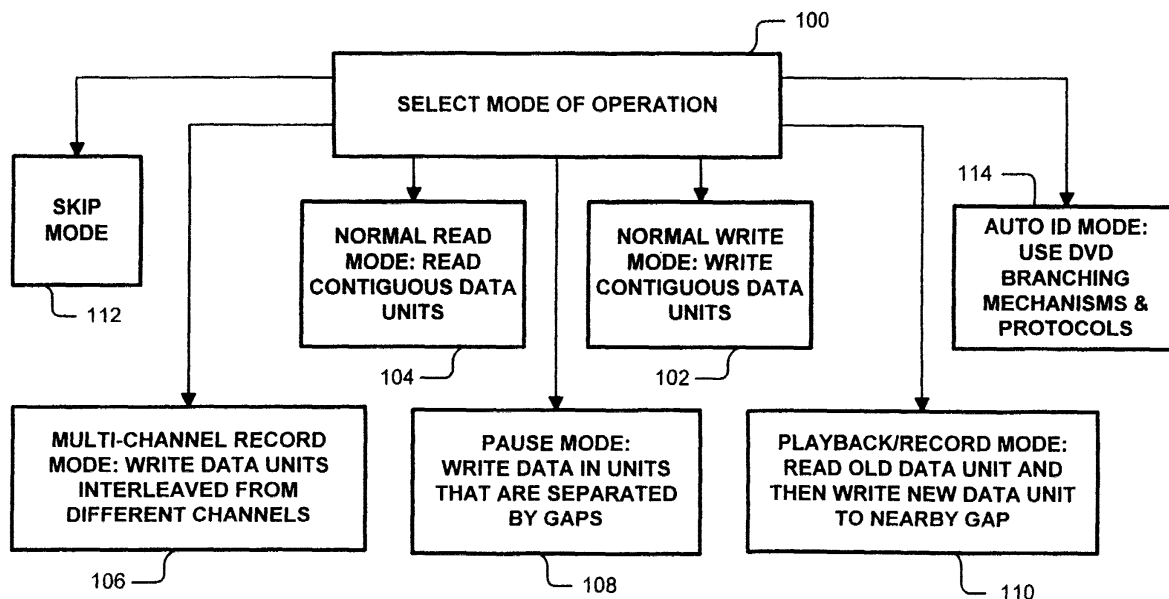 100
SELECT MODE OF OPERATION
SKIP
MODE
112
NORMAL READ
MODE: READ
CONTIGUOUS DATA
UNITS
104
NORMAL WRITE
MODE: WRITE
CONTIGUOUS DATA
UNITS
102
114
AUTO ID MODE:
USE DVD
BRANCHING
MECHANISMS &
PROTOCOLS
MULTI-CHANNEL RECORD
MODE: WRITE DATA UNITS
INTERLEAVED FROM
DIFFERENT CHANNELS
106
PAUSE MODE:
WRITE DATA IN UNITS
THAT ARE SEPARATED
BY GAPS
108
PLAYBACK/RECORD MODE:
READ OLD DATA UNIT AND
THEN WRITE NEW DATA UNIT
TO NEARBY GAP
110